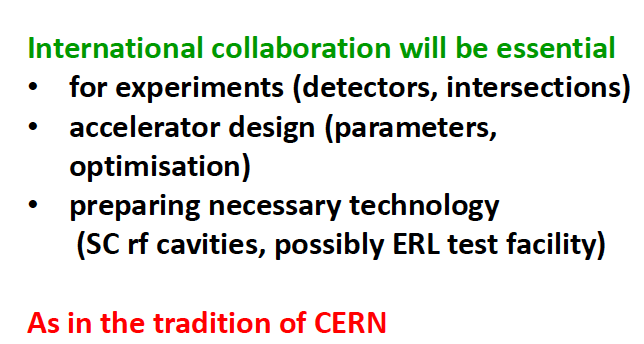 International collaboration will be essential
• for experiments (detectors, intersections)
• accelerator design (parameters,
optimisation)
• preparing necessary technology
(SC rf cavities, possibly ERL test facility)
As in the tradition of CERN